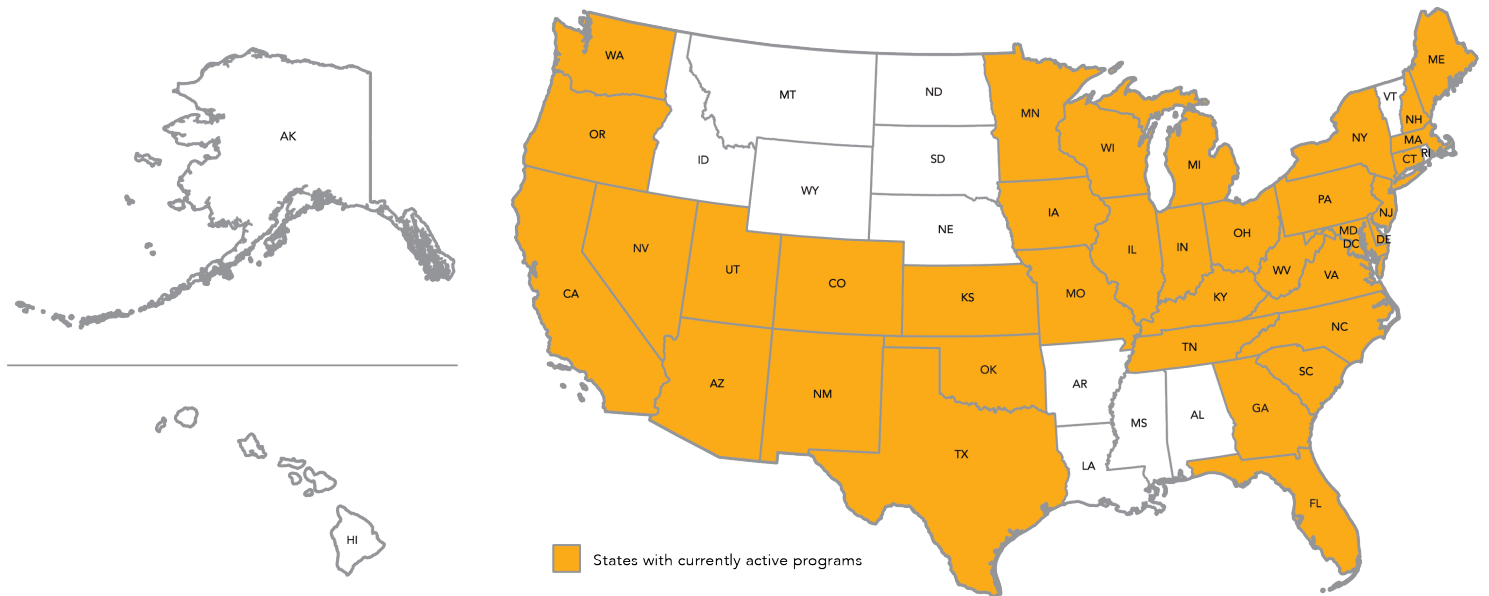 WA
MT
ND
MN
ME
VT
NH
AK
OR
ID
SD
WI
MI
NY
MA
CT
RI
WY
NE
IA
PA
NJ
NV
UT
CO
IL
IN
OH
MD
DC
DE
WV
VA
CA
KS
MO
KY
NC
TN
AZ
NM
OK
AR
SC
MS
AL
GA
TX
LA
FL
HI
States with currently active programs